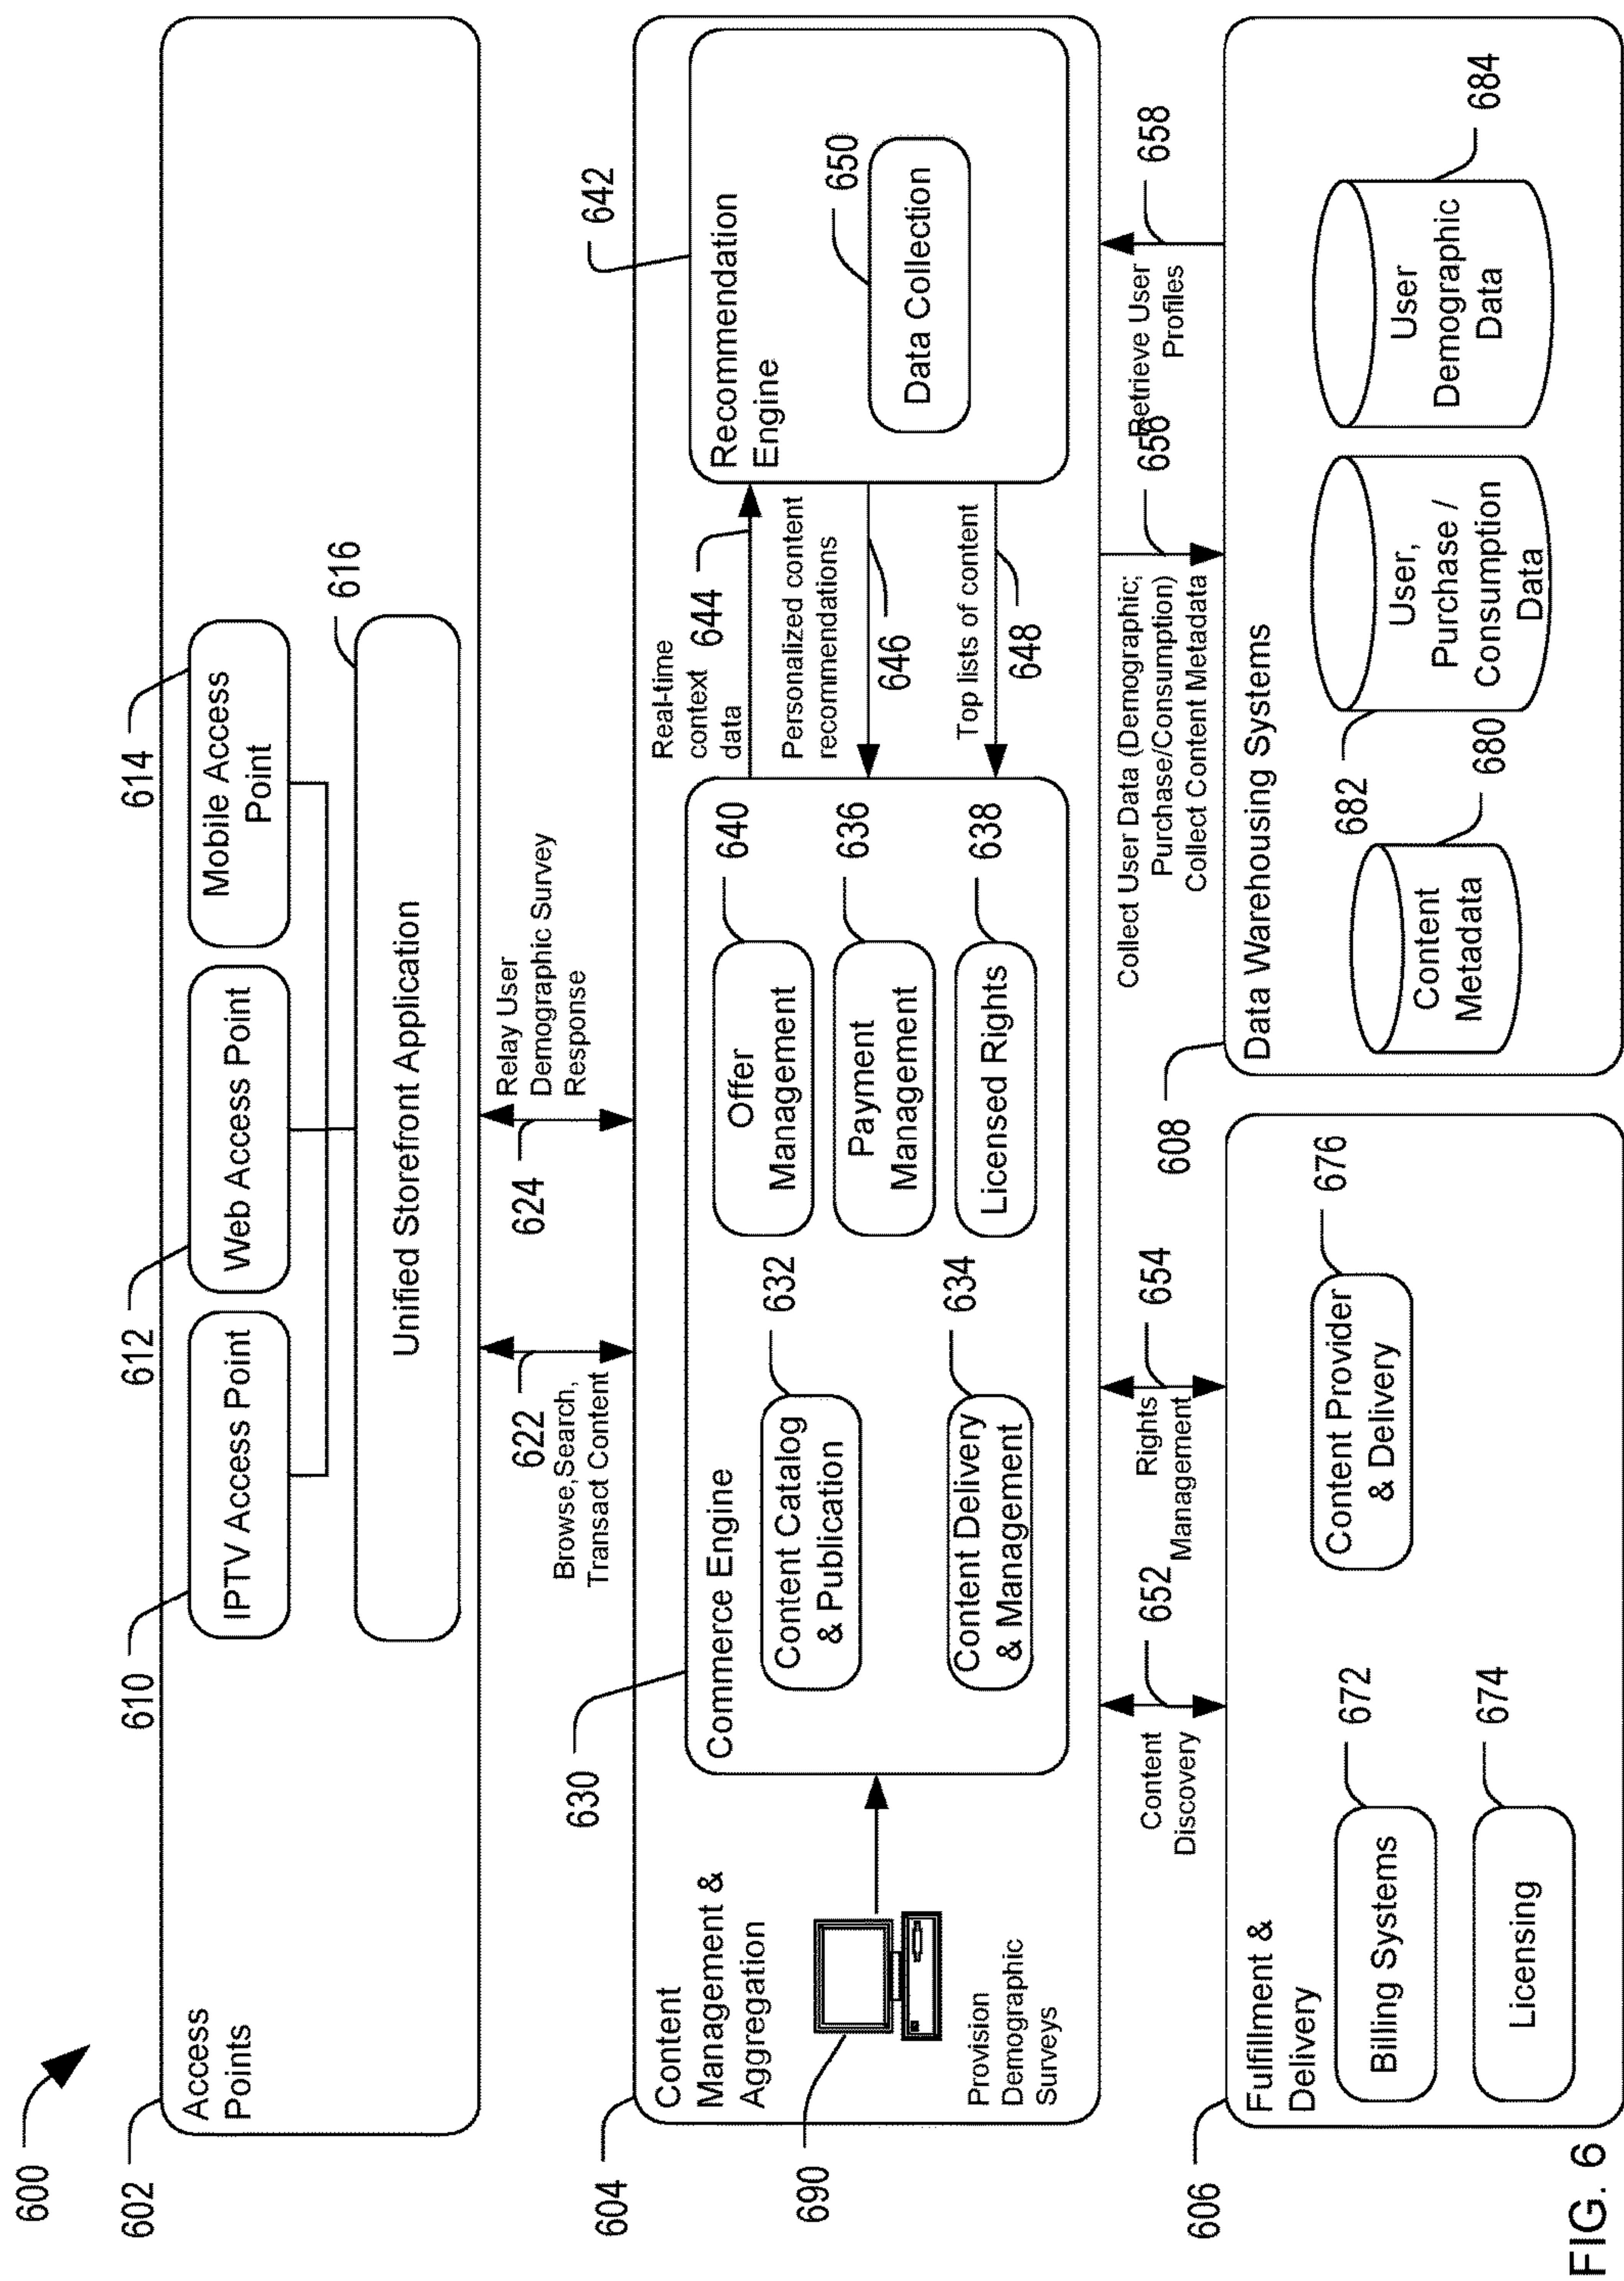 600
602
Access
Points
610
IPTV Access Point
612
Web Access Point
614
Mobile Access
Point
616
Unified Storefront Application
622
Browse,Search,
Transact Content
624
Relay User
Demographic Survey
Response
604
Content
Management &
Aggregation
690
Provision
Demographic
Surveys
630
Commerce Engine
632
Content Catalog
& Publication
634
Content Delivery
& Management
640
Offer
Management
636
Payment
Management
638
Licensed Rights
Real-time
context
data
644
Personalized content
recommendations
646
Top lists of content
648
642
Recommendation
Engine
650
Data Collection
Content
Discovery
652
Rights
Management
654
Collect User Data (Demographic;
Purchase/Consumption)
Collect Content Metadata
656
Retrieve User
Profiles
658
606
Fulfillment &
Delivery
672
Billing Systems
674
Licensing
676
Content Provider
& Delivery
608
Data Warehousing Systems
680
Content
Metadata
682
User,
Purchase /
Consumption
Data
684
User
Demographic
Data
FIG. 6